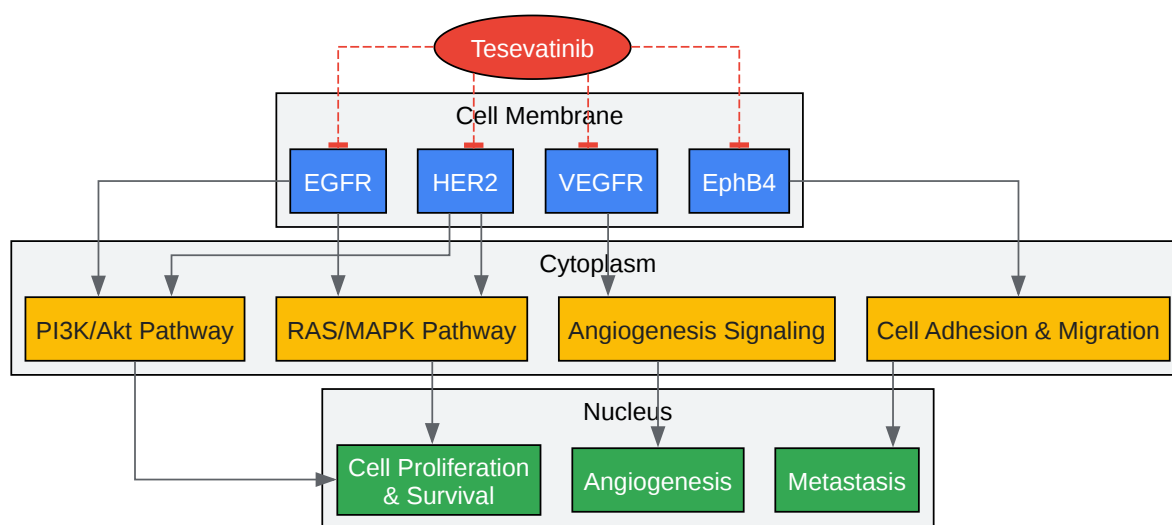 Tesevatinib
Cell Membrane
EGFR
HER2
VEGFR
EphB4
Cytoplasm
PI3K/Akt Pathway
RAS/MAPK Pathway
Angiogenesis Signaling
Cell Adhesion & Migration
Nucleus
Cell Proliferation
& Survival
Angiogenesis
Metastasis